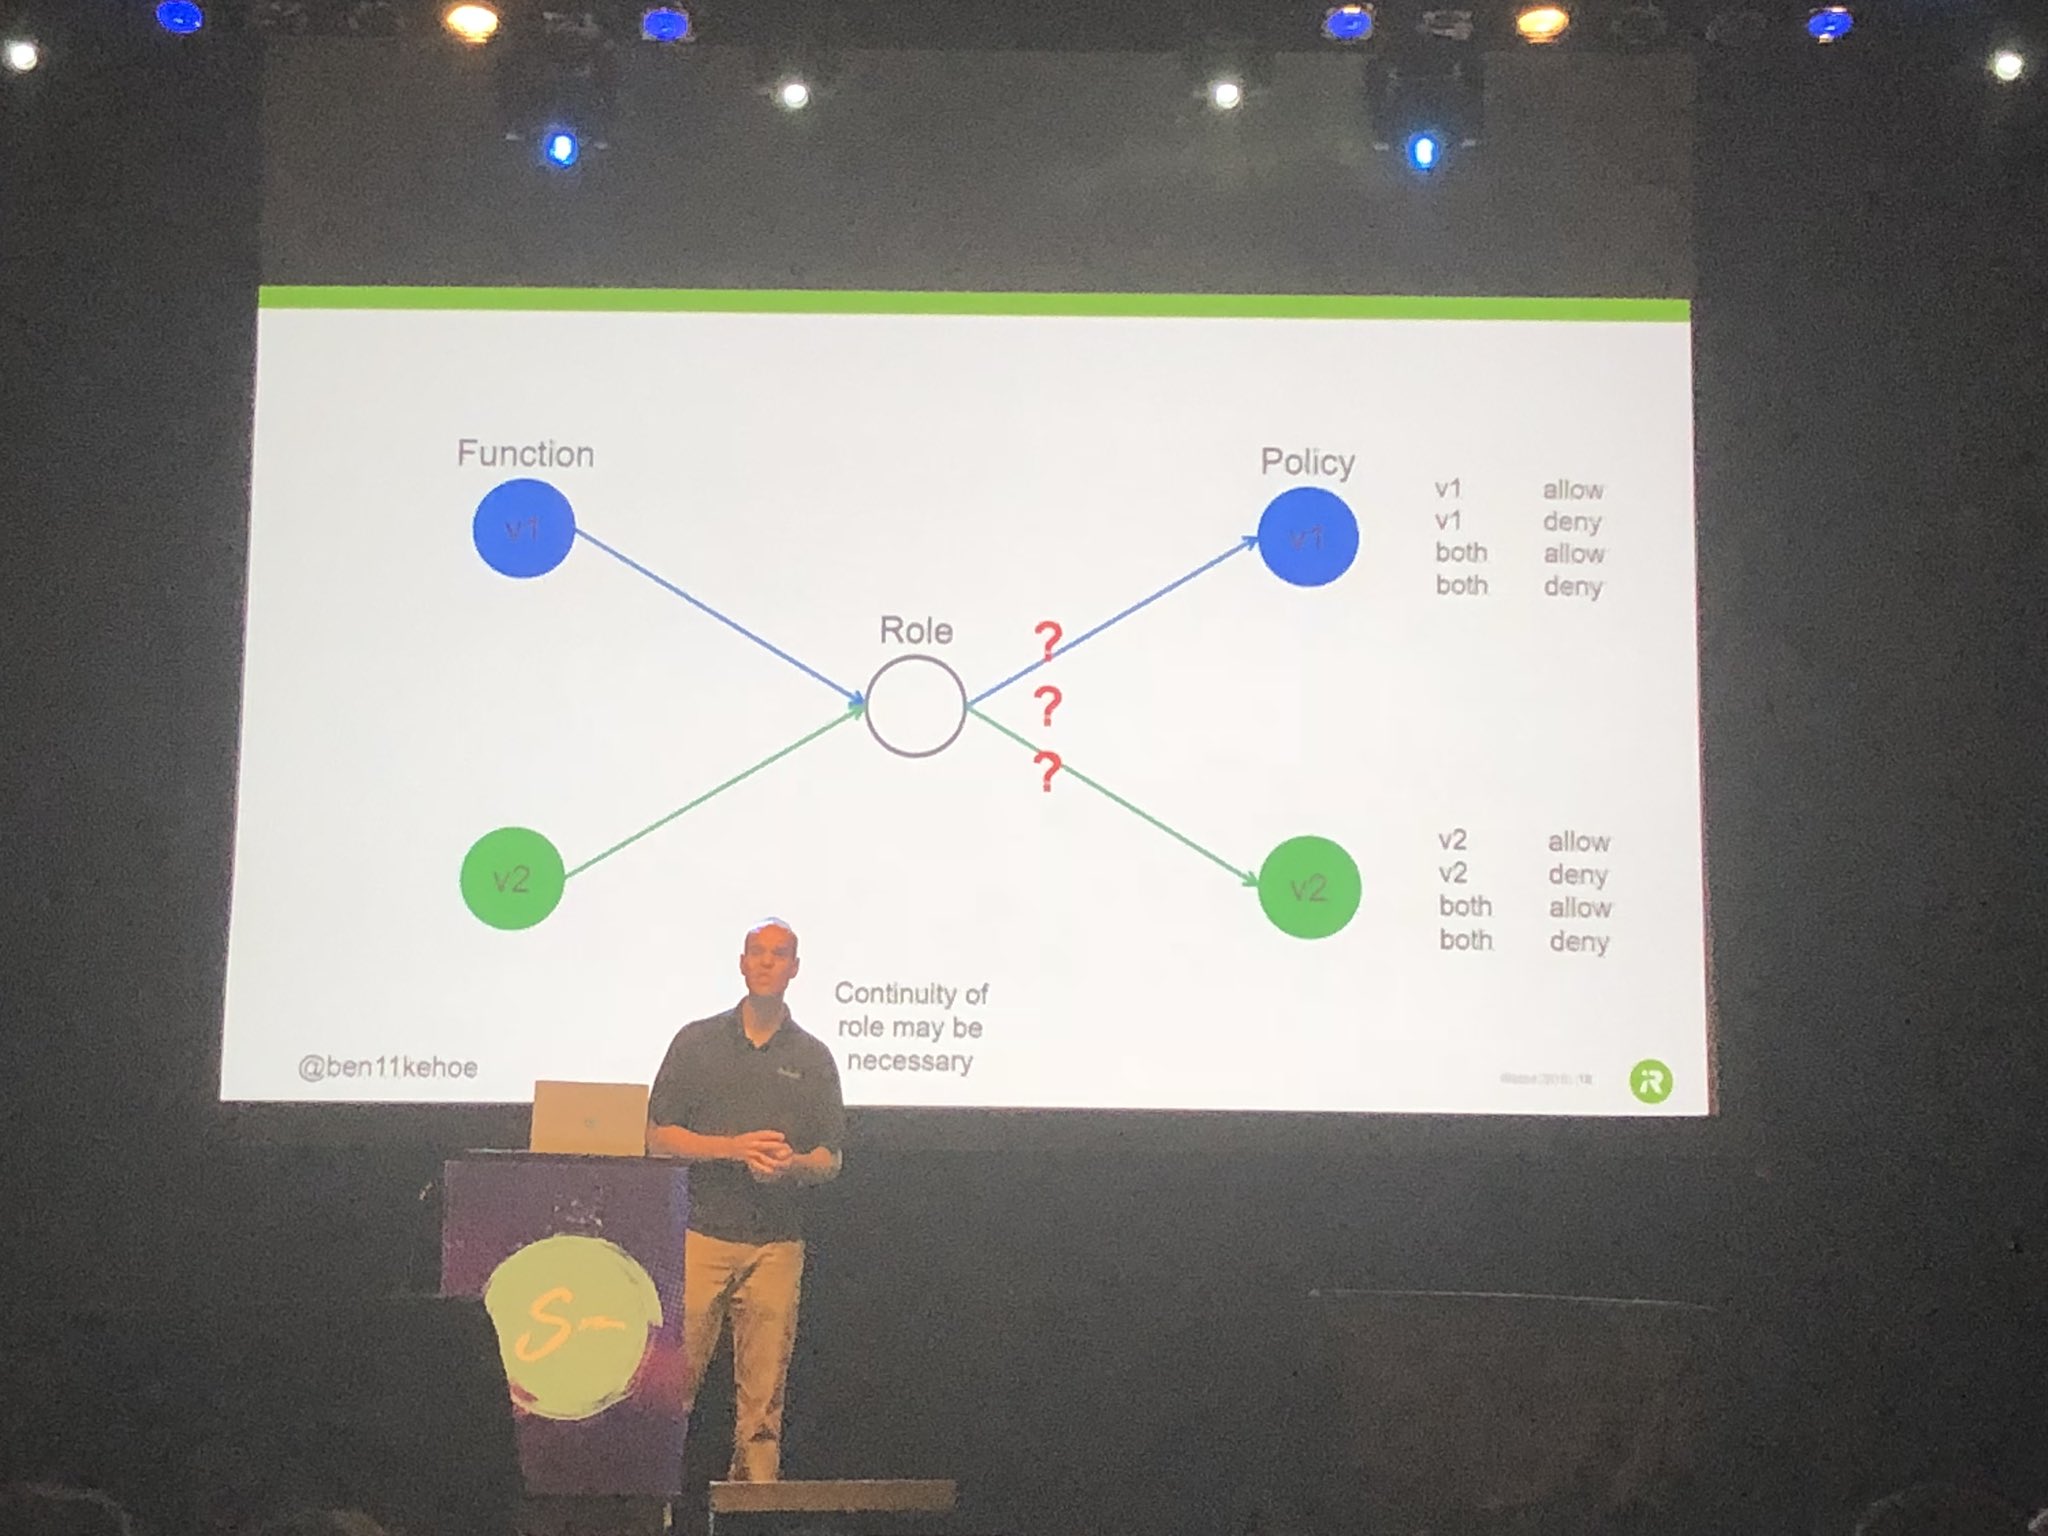 Function
Policy
v1
v1
v1 allow
v1 deny
both allow
both deny
Role
?
?
?
v2
v2
v2 allow
v2 deny
both allow
both deny
Continuity of
role may be
necessary
@ben11kehoe
iR
S